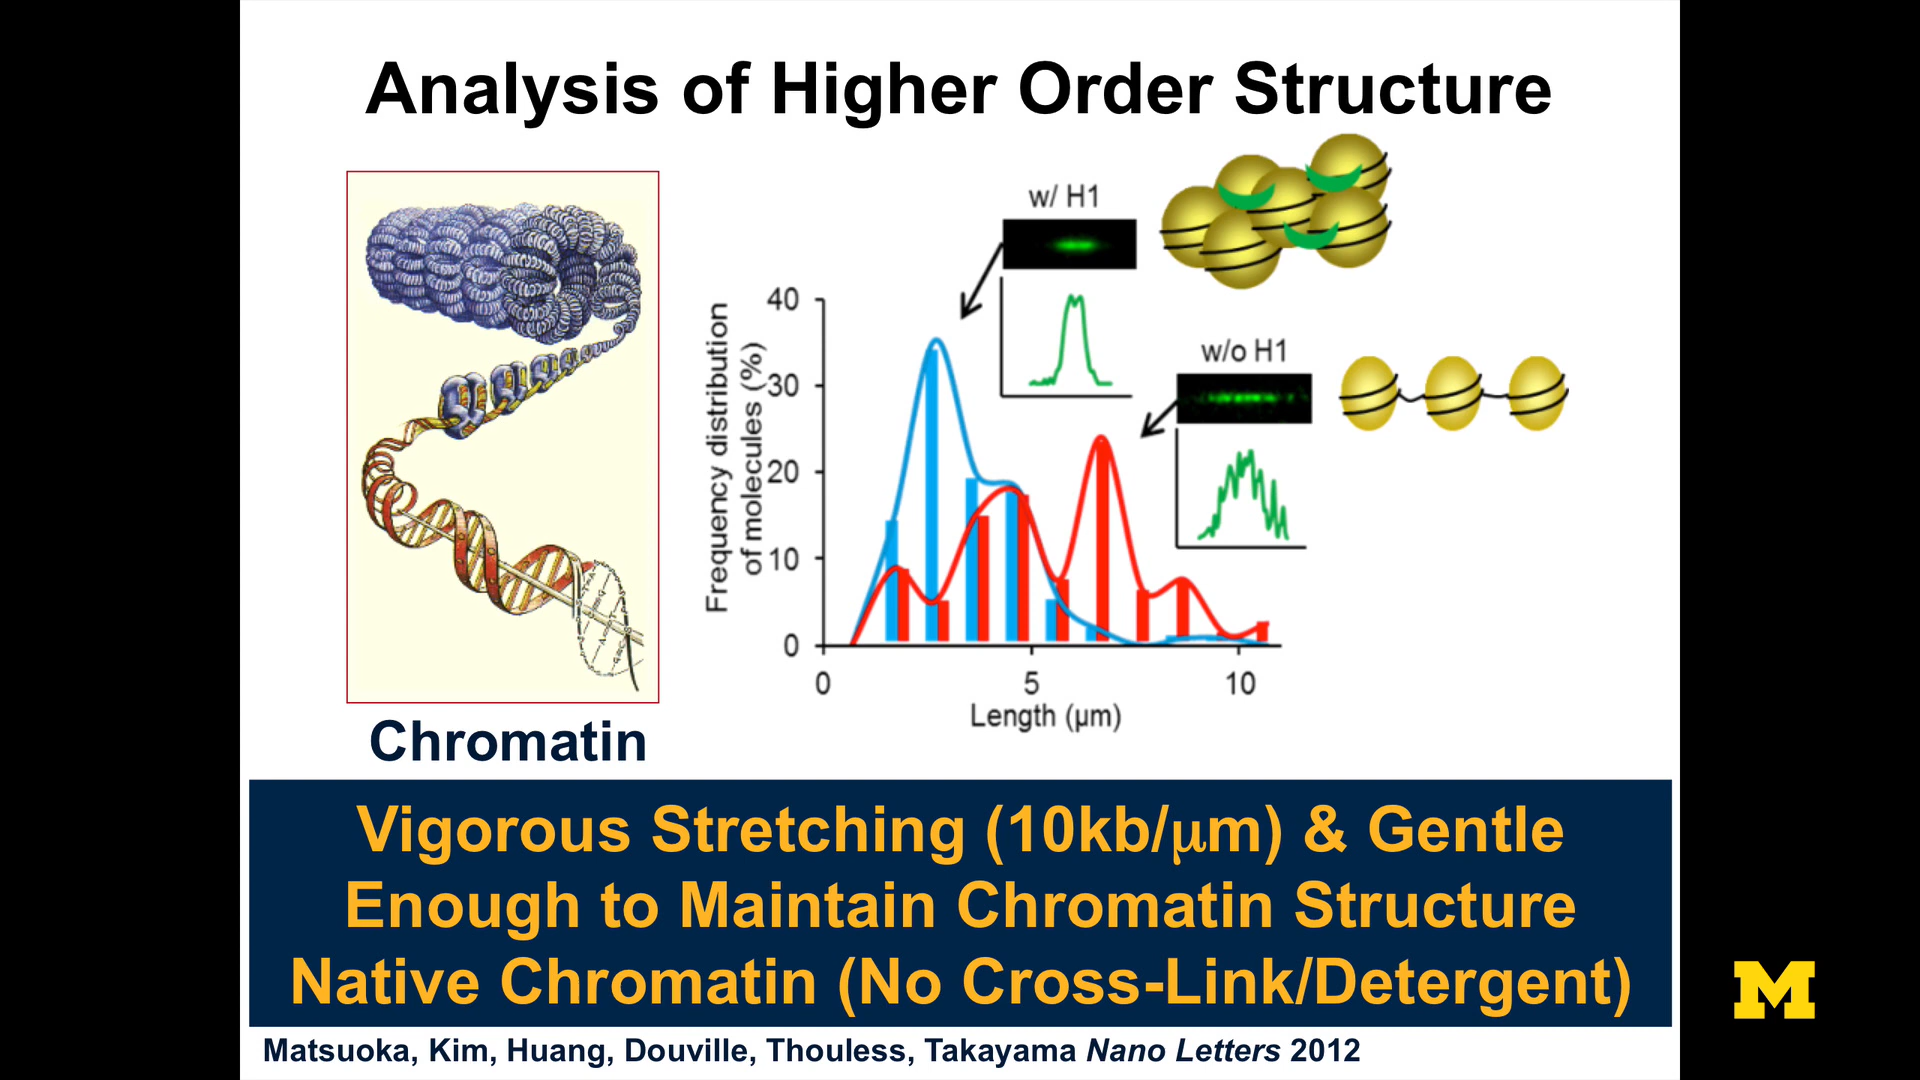 Analysis of Higher Order Structure
w/ H1
w/o H1
Frequency distribution
of molecules (%)
40
30
20
10
0
0 5 10
Length (µm)
Chromatin
Vigorous Stretching (10kb/µm) & Gentle
Enough to Maintain Chromatin Structure
Native Chromatin (No Cross-Link/Detergent)
Matsuoka, Kim, Huang, Douville, Thouless, Takayama Nano Letters 2012
M